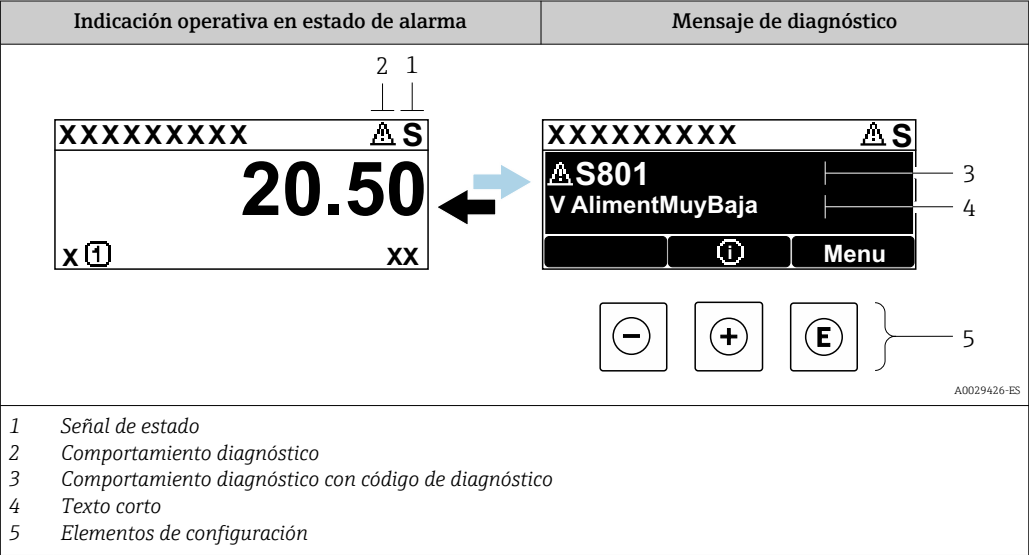 Indicación operativa en estado de alarma
Mensaje de diagnóstico
2 1
XXXXXXXXX ⚠ S
20.50
x 1
xx
XXXXXXXXX ⚠ S
⚠ S801
V AlimentMuyBaja
i
Menu
3
4
− + E
5
A0029426-ES
1 Señal de estado
2 Comportamiento diagnóstico
3 Comportamiento diagnóstico con código de diagnóstico
4 Texto corto
5 Elementos de configuración